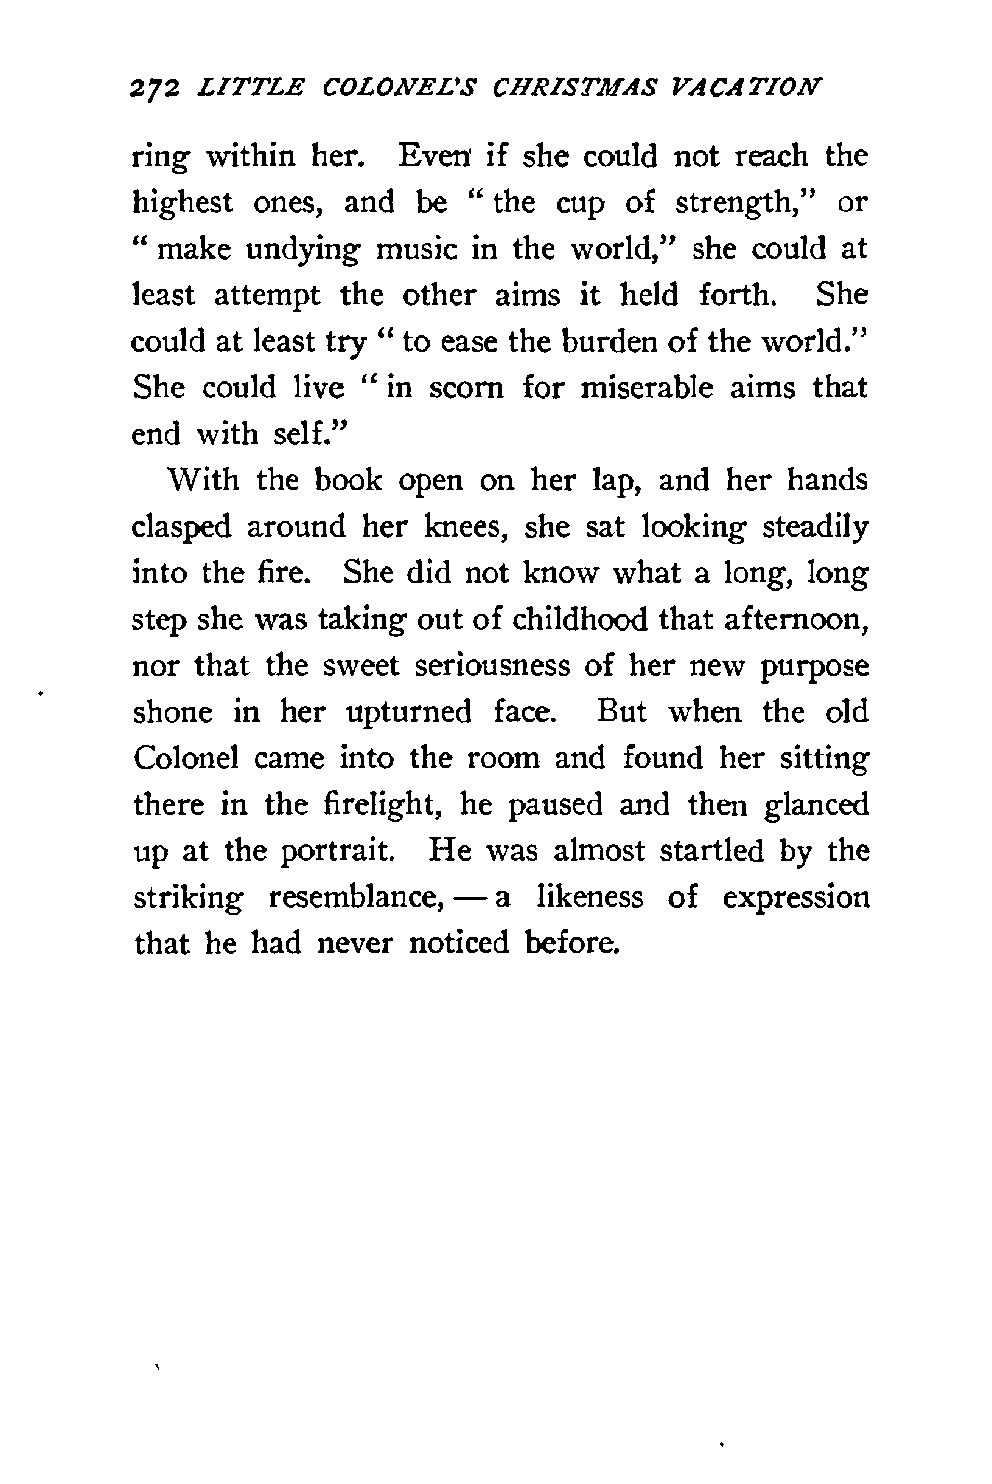 272 LITTLE COLONEL'S CHRISTMAS VACATION
ring within her. Even if she could not reach the
highest ones, and be " the cup of strength," or
" make undying music in the world," she could at
least attempt the other aims it held forth. She
could at least try " to ease the burden of the world."
She could live " in scorn for miserable aims that
end with self."
With the book open on her lap, and her hands
clasped around her knees, she sat looking steadily
into the fire. She did not know what a long, long
step she was taking out of childhood that afternoon,
nor that the sweet seriousness of her new purpose
shone in her upturned face. But when the old
Colonel came into the room and found her sitting
there in the firelight, he paused and then glanced
up at the portrait. He was almost startled by the
striking resemblance, — a likeness of expression
that he had never noticed before.